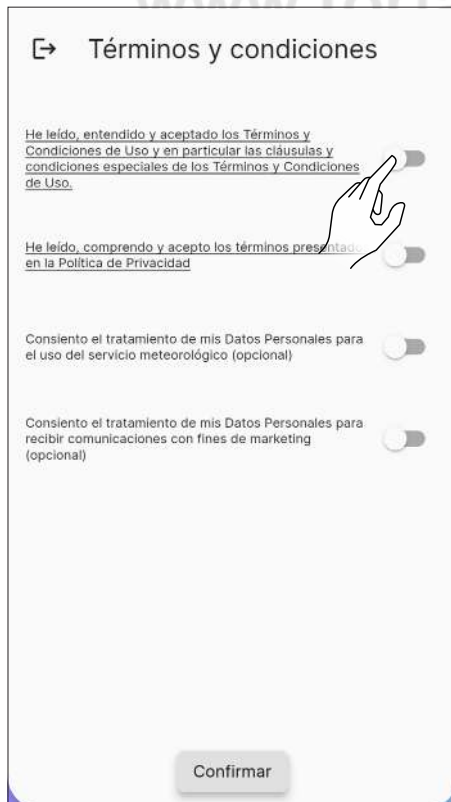 Términos y condiciones
He leído, entendido y aceptado los Términos y
Condiciones de Uso y en particular las cláusulas y
condiciones especiales de los Términos y Condiciones
de Uso.
He leído, comprendo y acepto los términos presentado
en la Política de Privacidad
Consiento el tratamiento de mis Datos Personales para
el uso del servicio meteorológico (opcional)
Consiento el tratamiento de mis Datos Personales para
recibir comunicaciones con fines de marketing
(opcional)
Confirmar